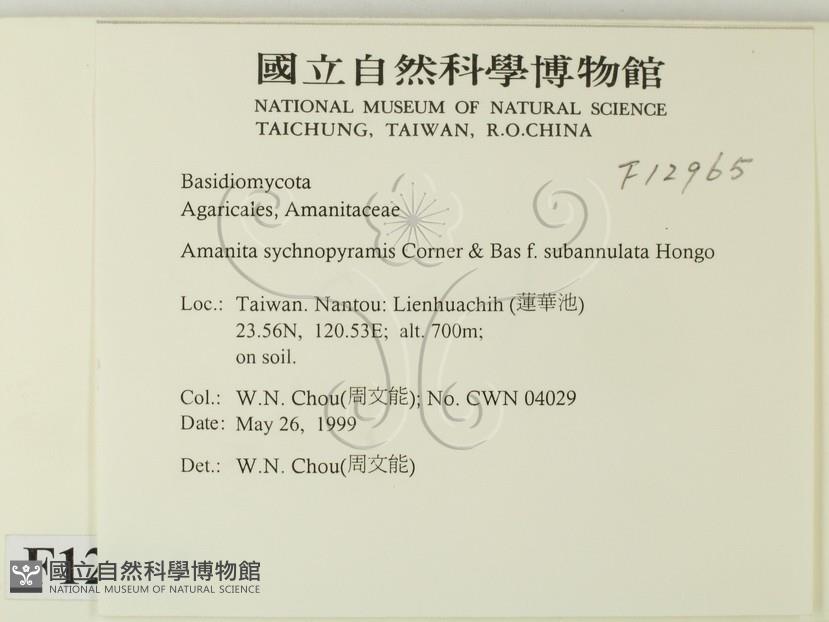 國立自然科學博物館
NATIONAL MUSEUM OF NATURAL SCIENCE
TAICHUNG, TAIWAN, R.O.CHINA
F12965
Basidiomycota
Agaricales, Amanitaceae
Amanita sychnopyramis Corner & Bas f. subannulata Hongo
Loc.: Taiwan. Nantou: Lienhuachih (蓮華池)
23.56N, 120.53E; alt. 700m;
on soil.
Col.: W.N. Chou(周文能); No. CWN 04029
Date: May 26, 1999
Det.: W.N. Chou(周文能)
F12
國立自然科學博物館
NATIONAL MUSEUM OF NATURAL SCIENCE